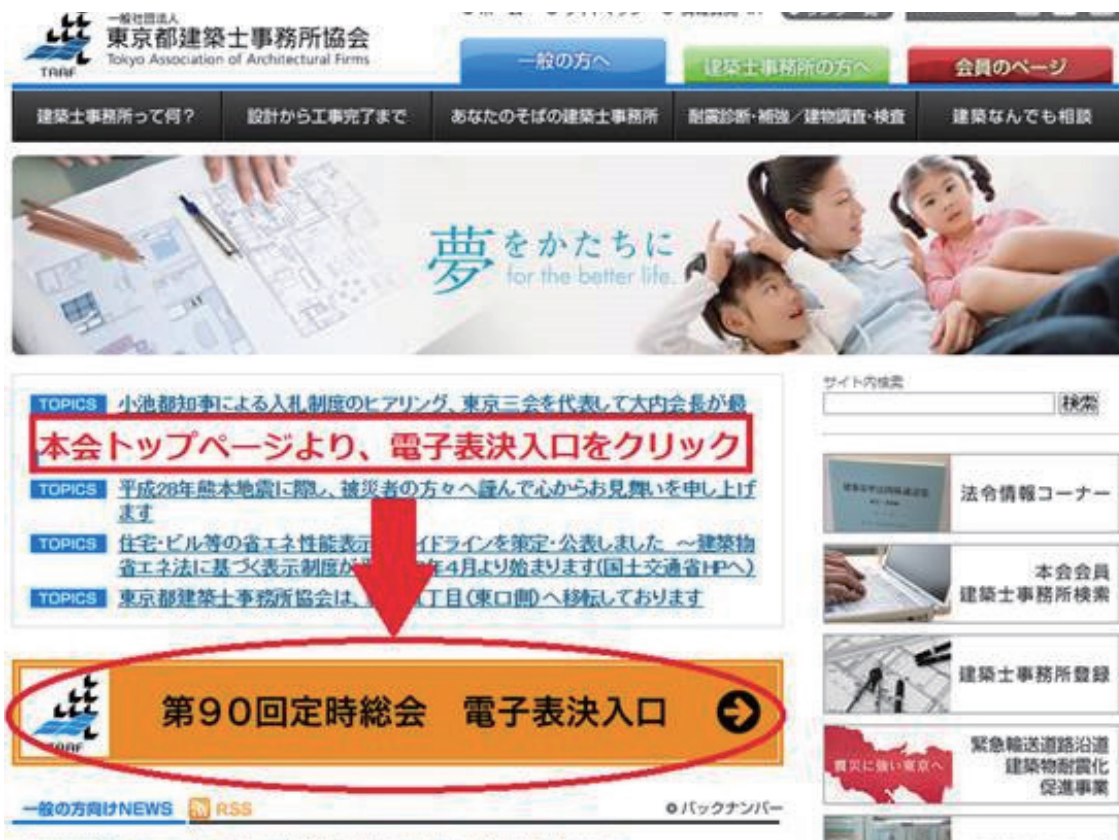 一般社団法人
東京都建築士事務所協会
Tokyo Association of Architectural Firms
TAAF
一般の方へ
建築士事務所の方へ
会員のページ
建築士事務所って何？
設計から工事完了まで
あなたのそばの建築士事務所
耐震診断・補強／建物調査・検査
建築なんでも相談
夢をかたちに
for the better life.
TOPICS 小池都知事による入札制度のヒアリング、東京三会を代表して大内会長が最
本会トップページより、電子表決入口をクリック
TOPICS 平成28年熊本地震に際し、被災者の方々へ謹んで心からお見舞いを申し上げ
ます
TOPICS 住宅・ビル等の省エネ性能表示 イドラインを策定・公表しました ～建築物
省エネ法に基づく表示制度が 年4月より始まります(国土交通省HPへ)
TOPICS 東京都建築士事務所協会は、 丁目(東口側)へ移転しております
第90回定時総会 電子表決入口
TAAF
一般の方向けNEWS
RSS
バックナンバー
サイト内検索
検索
法令情報コーナー
本会会員
建築士事務所検索
建築士事務所登録
震災に強い東京へ
緊急輸送道路沿道
建築物耐震化
促進事業